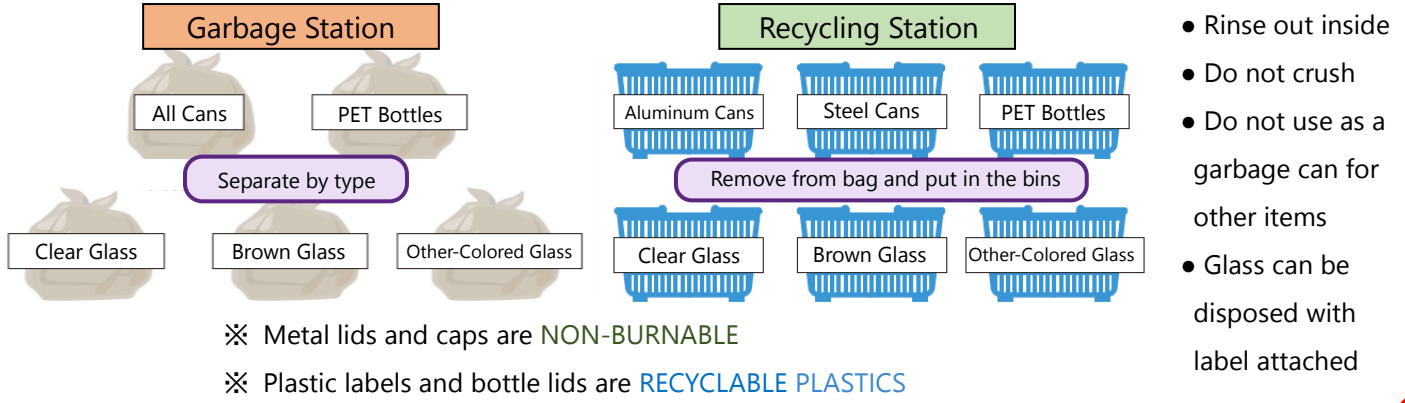 Garbage Station
All Cans
PET Bottles
Separate by type
Clear Glass
Brown Glass
Other-Colored Glass
Recycling Station
Aluminum Cans
Steel Cans
PET Bottles
Remove from bag and put in the bins
Clear Glass
Brown Glass
Other-Colored Glass
※ Metal lids and caps are NON-BURNABLE
※ Plastic labels and bottle lids are RECYCLABLE PLASTICS
● Rinse out inside
● Do not crush
● Do not use as a
garbage can for
other items
● Glass can be
disposed with
label attached